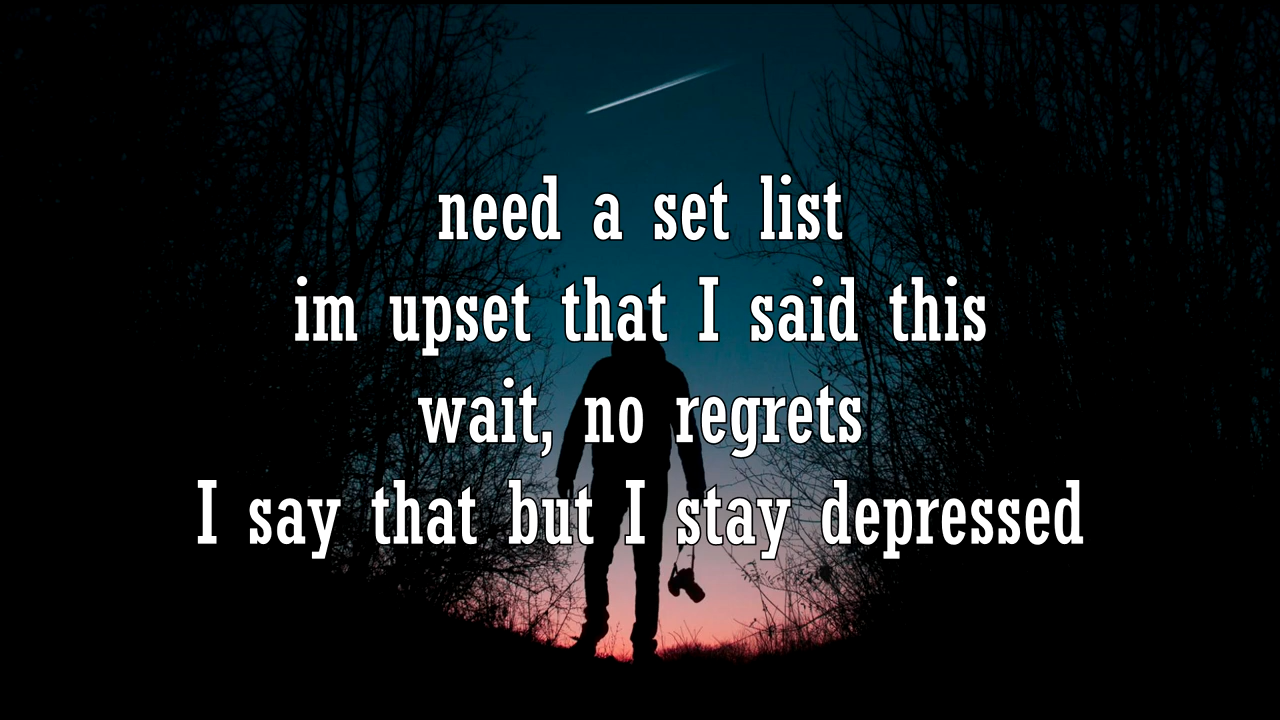 need a set list
im upset that I said this
wait, no regrets
I say that but I stay depressed